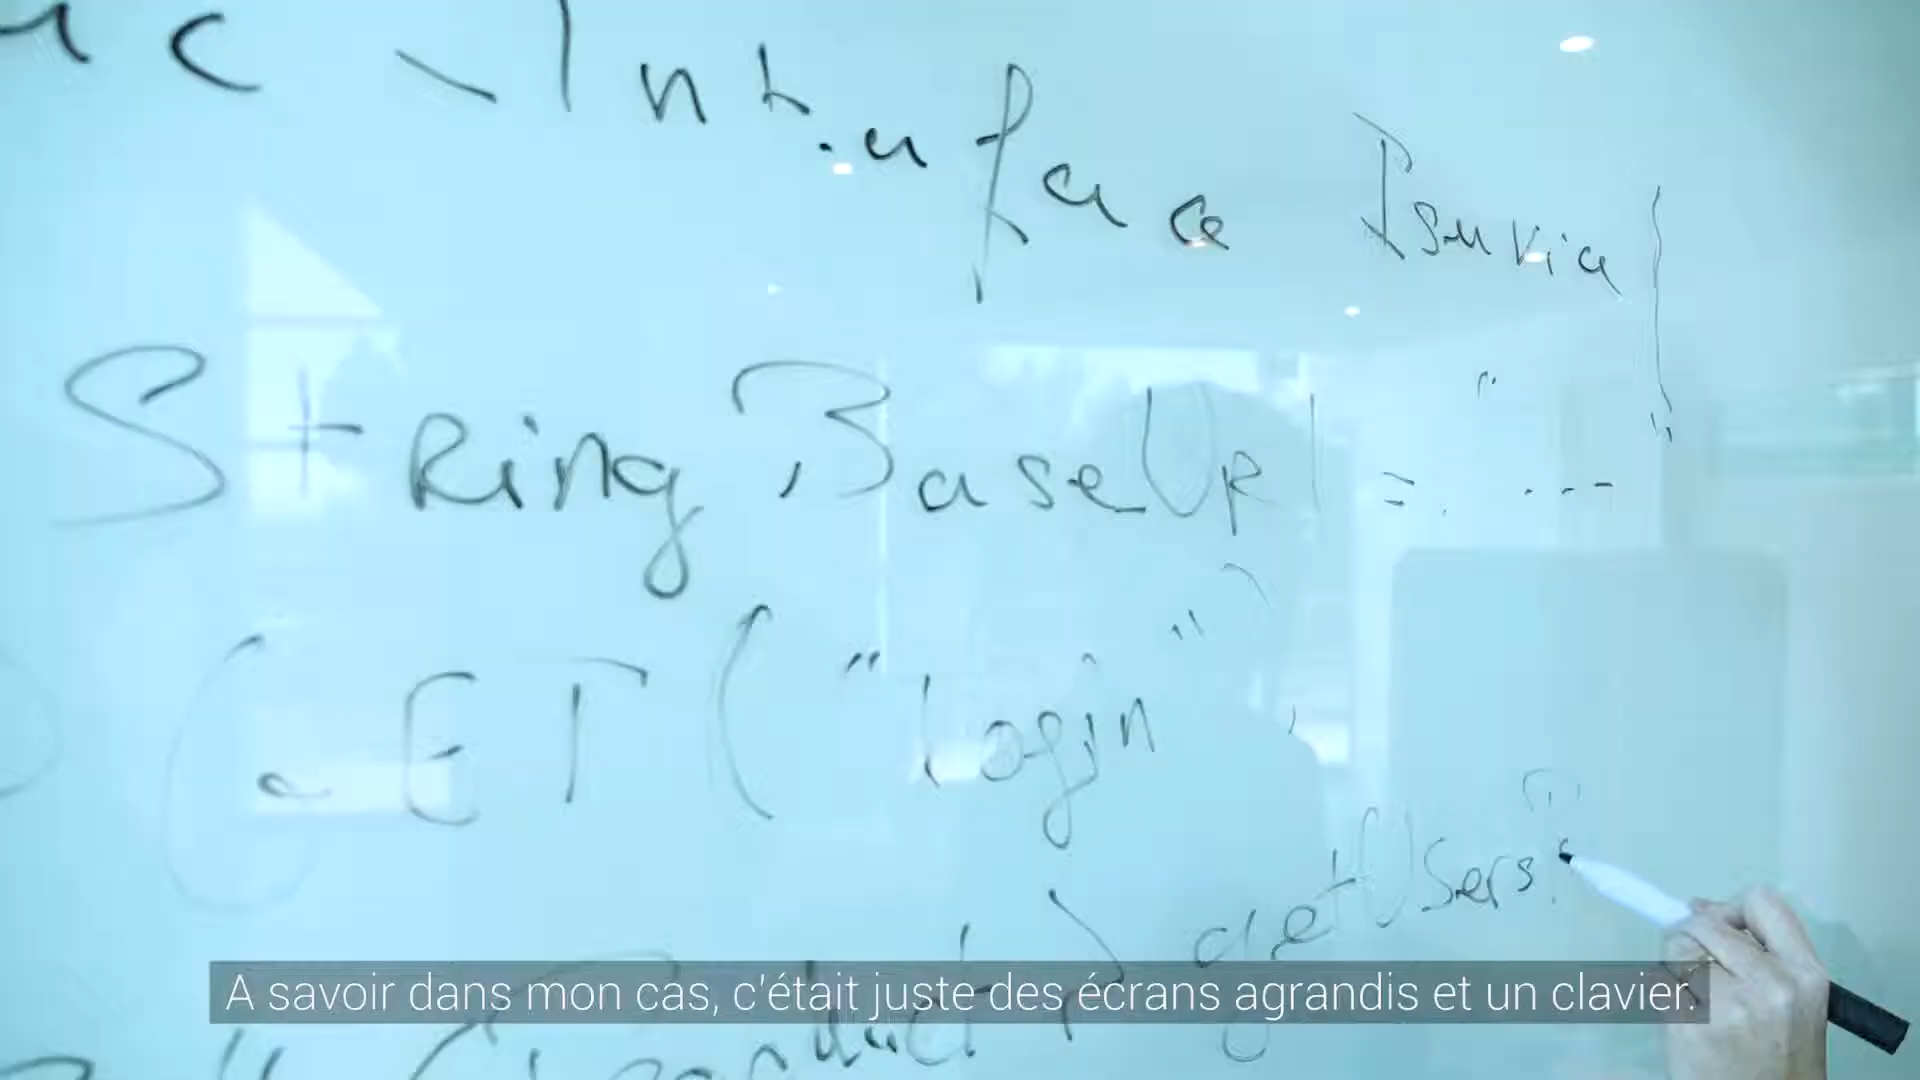 Interface Iservice {
String BaseUrl = "...
GET ("login")
getUsers
A savoir dans mon cas, c'était juste des écrans agrandis et un clavier.